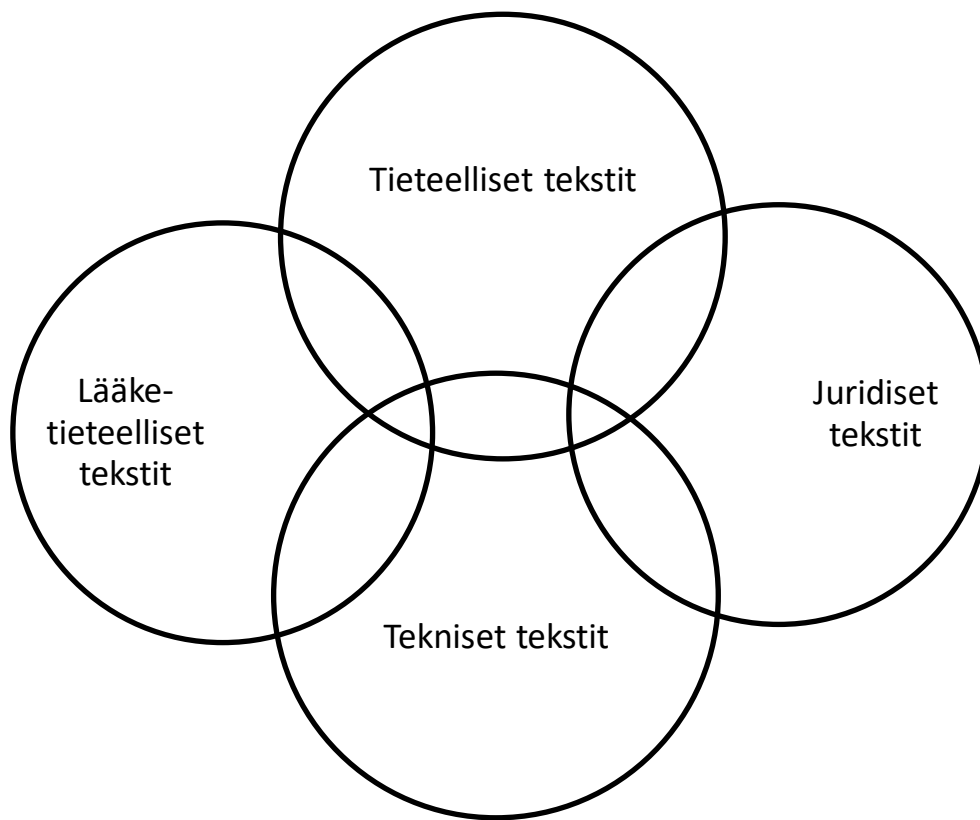 Tieteelliset tekstit
Lääke-
tieteelliset
tekstit
Juridiset
tekstit
Tekniset tekstit